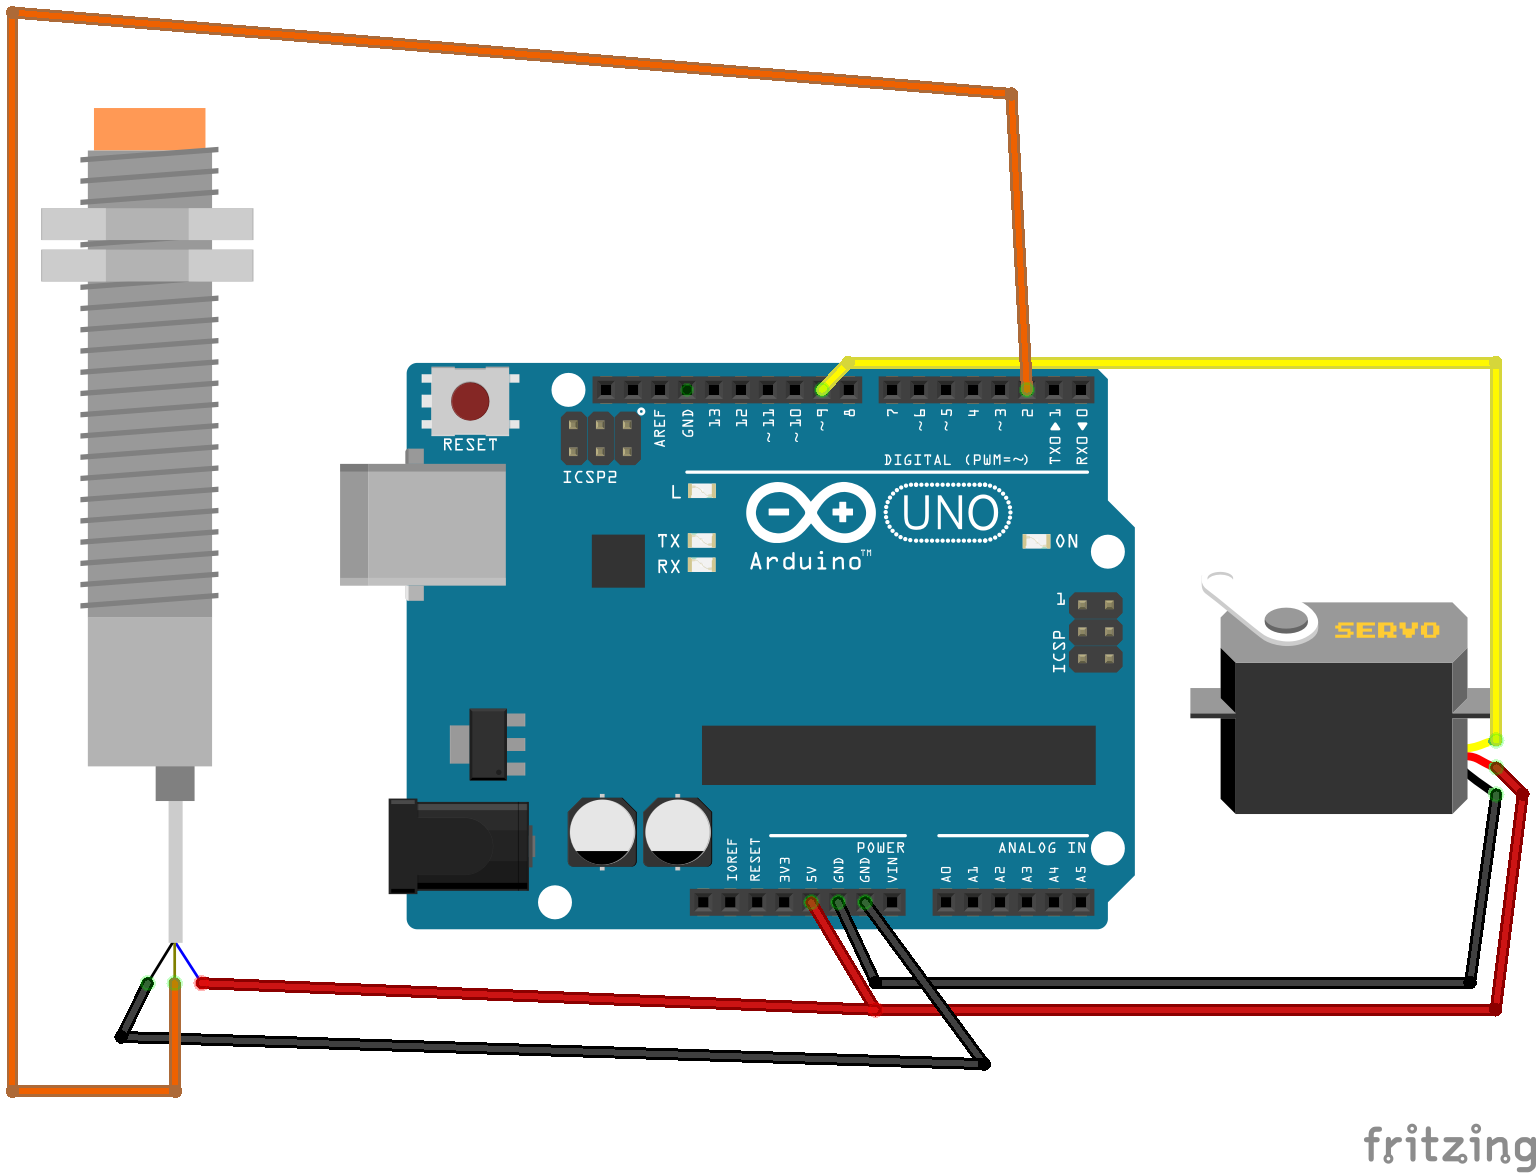 RESET
ICSP2
AREF
GND
13
12
~11
~10
~9
8
7
~6
~5
4
~3
2
TX0▶1
RX0◀0
DIGITAL (PWM=~)
L
TX
RX
Arduino™
UNO
ON
1
ICSP
SERVO
IOREF
RESET
3V3
5V
GND
GND
VIN
POWER
A0
A1
A2
A3
A4
A5
ANALOG IN
fritzing